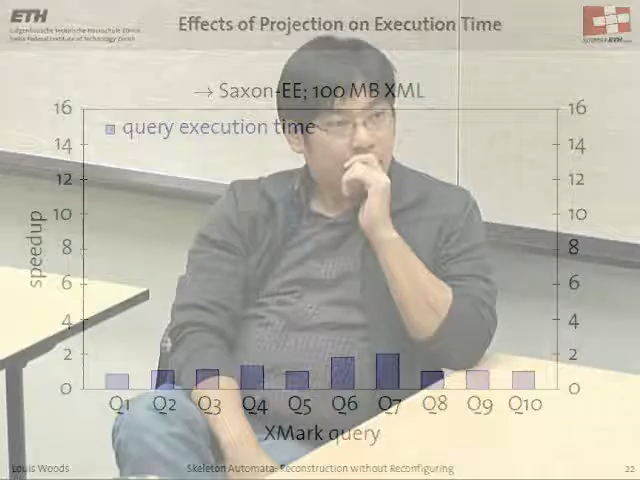 ETH
Eidgenössische Technische Hochschule Zürich
Swiss Federal Institute of Technology Zurich
Effects of Projection on Execution Time
→ Saxon-EE; 100 MB XML
query execution time
speedup
16 16
14 14
12 12
10 10
8 8
6 6
4 4
2 2
0 0
Q1 Q2 Q3 Q4 Q5 Q6 Q7 Q8 Q9 Q10
XMark query
Louis Woods Skeleton Automata: Reconstruction without Reconfiguring 22